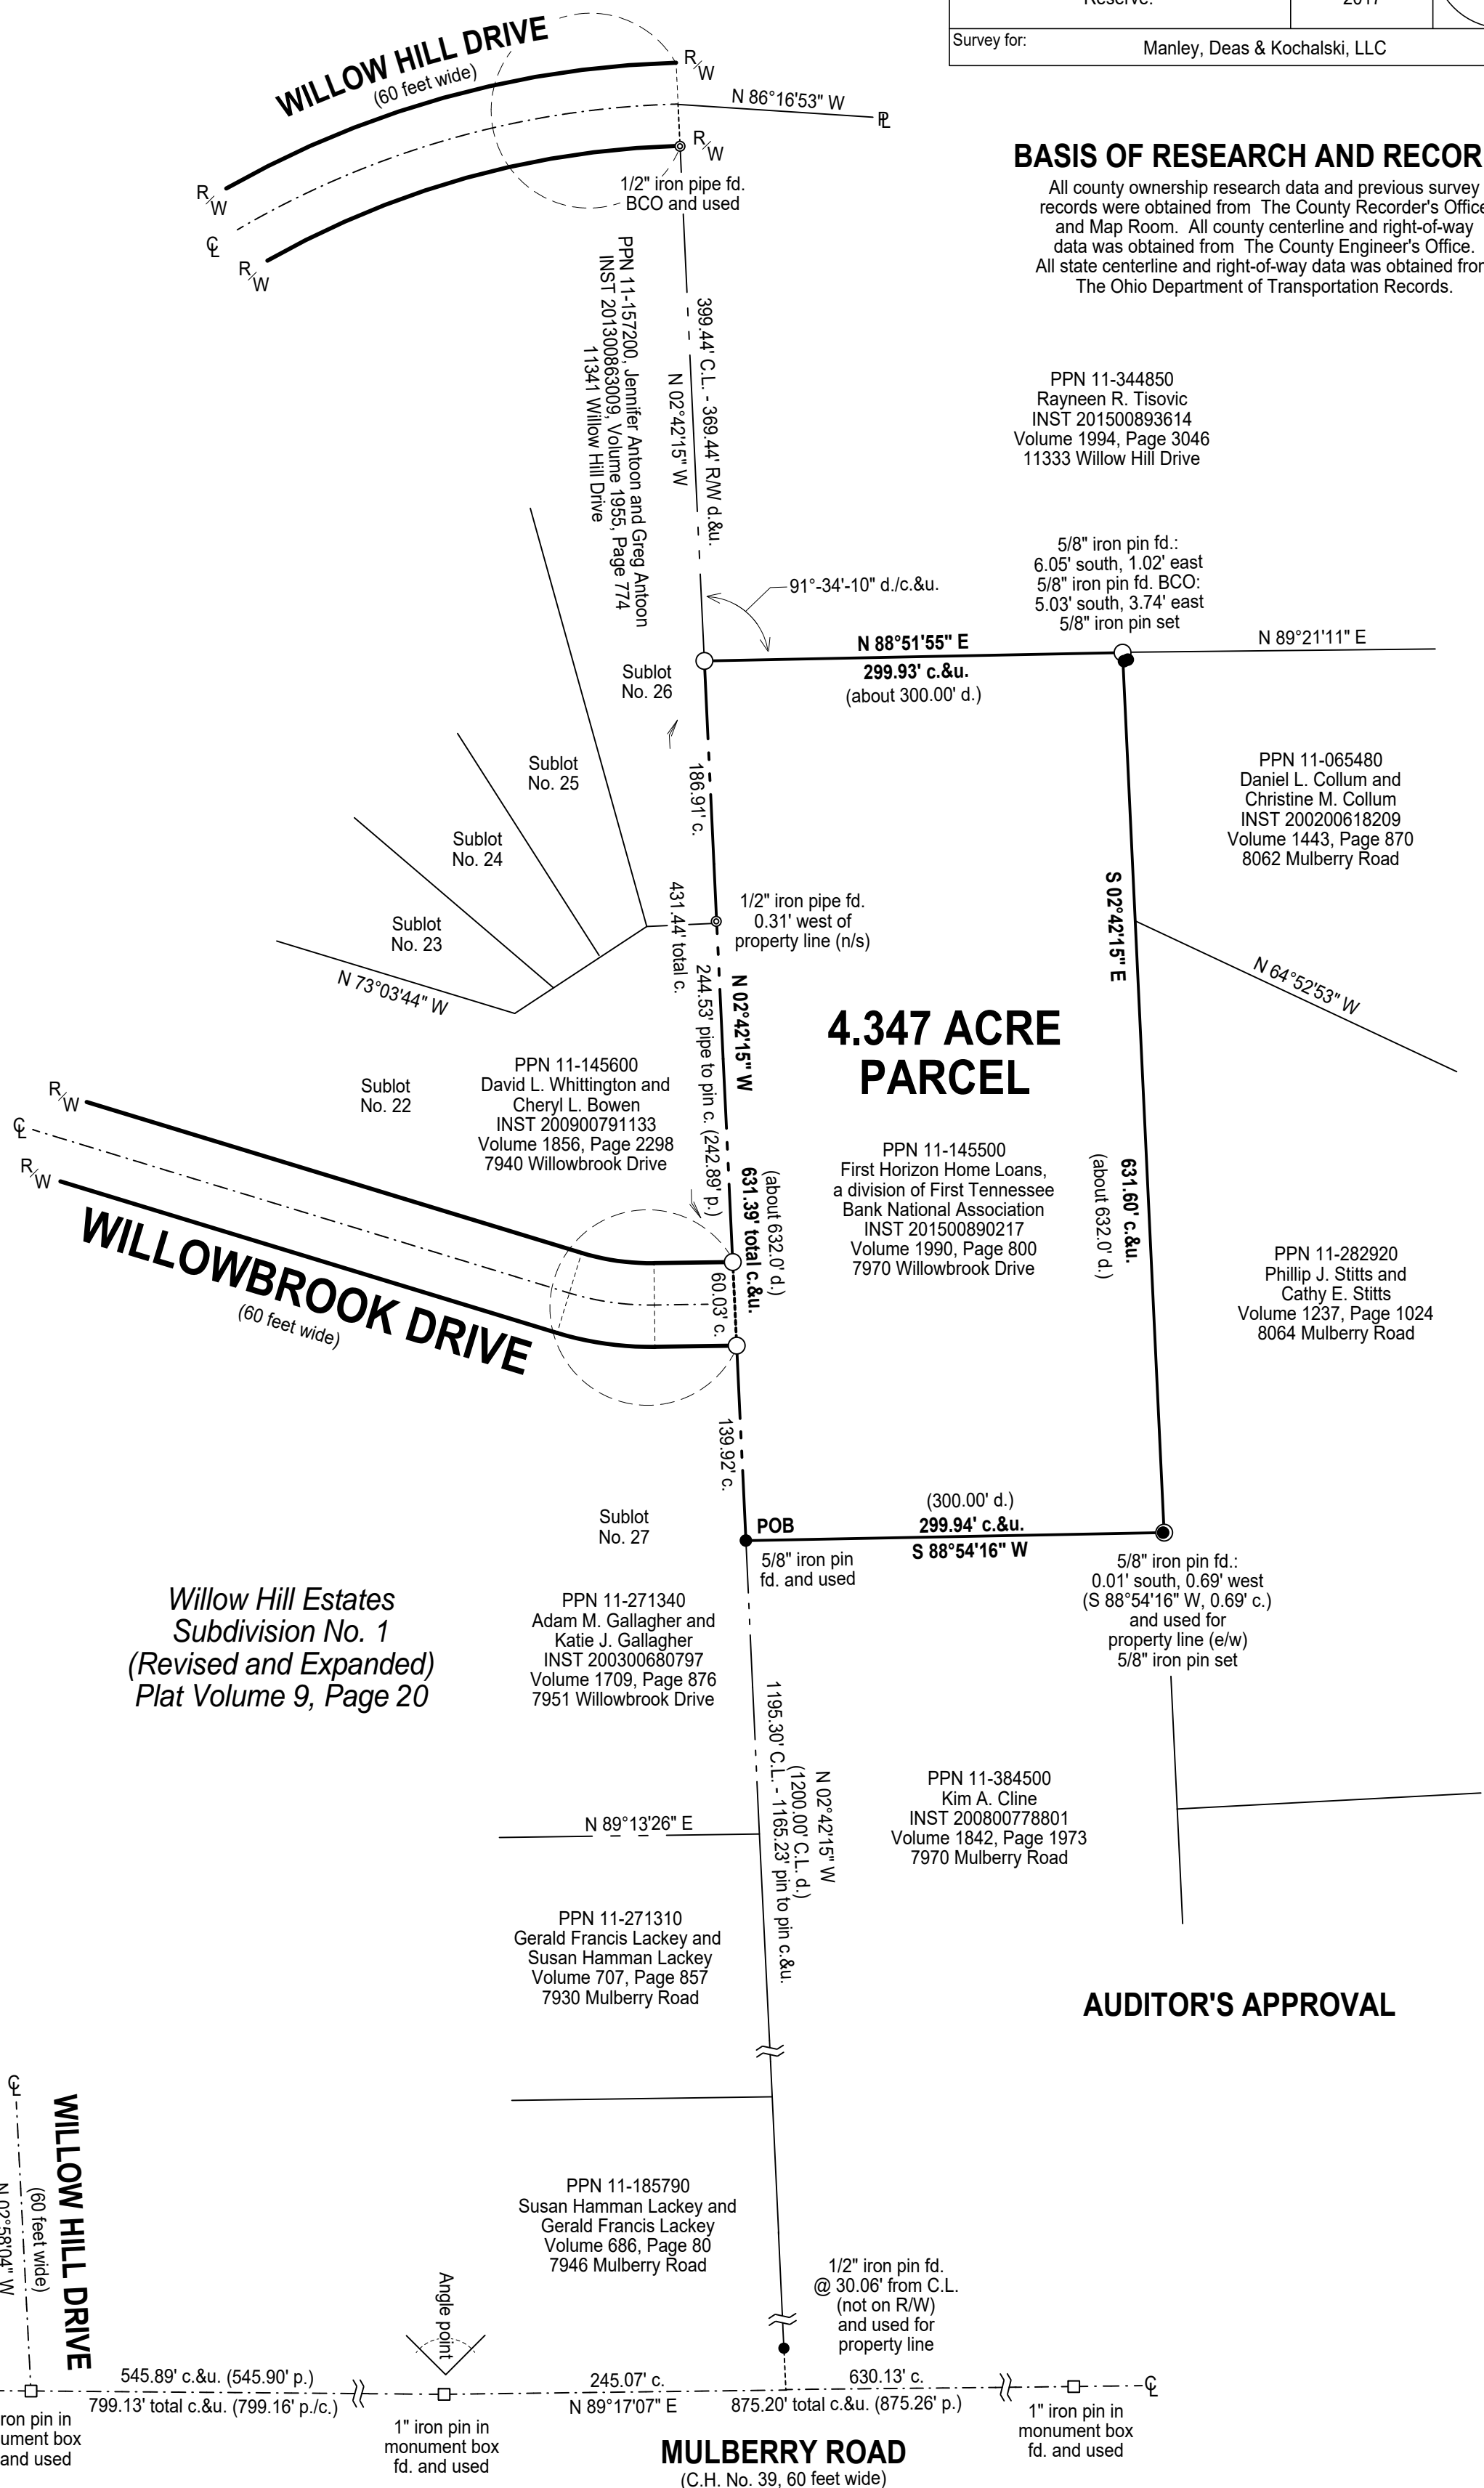 2017
Survey for:
Manley, Deas & Kochalski, LLC
WILLOW HILL DRIVE
(60 feet wide)
R/W
N 86°16'53" W
PL
R/W
R/W
CL
R/W
1/2" iron pipe fd.
BCO and used
BASIS OF RESEARCH AND RECOR
All county ownership research data and previous survey
records were obtained from The County Recorder's Office
and Map Room. All county centerline and right-of-way
data was obtained from The County Engineer's Office.
All state centerline and right-of-way data was obtained from
The Ohio Department of Transportation Records.
PPN 11-157200, Jennifer Antoon and Greg Antoon
INST 201300863009, Volume 1955, Page 774
11341 Willow Hill Drive
399.44' C.L. - 369.44' R/W d.&u.
N 02°42'15" W
PPN 11-344850
Rayneen R. Tisovic
INST 201500893614
Volume 1994, Page 3046
11333 Willow Hill Drive
5/8" iron pin fd.:
6.05' south, 1.02' east
5/8" iron pin fd. BCO:
5.03' south, 3.74' east
5/8" iron pin set
91°-34'-10" d./c.&u.
N 88°51'55" E
299.93' c.&u.
(about 300.00' d.)
N 89°21'11" E
Sublot
No. 26
Sublot
No. 25
Sublot
No. 24
Sublot
No. 23
N 73°03'44" W
186.91' c.
431.44' total c.
1/2" iron pipe fd.
0.31' west of
property line (n/s)
244.53' pipe to pin c. (242.89' p.)
N 02°42'15" W
PPN 11-065480
Daniel L. Collum and
Christine M. Collum
INST 200200618209
Volume 1443, Page 870
8062 Mulberry Road
S 02°42'15" E
N 64°52'53" W
4.347 ACRE
PARCEL
PPN 11-145500
First Horizon Home Loans,
a division of First Tennessee
Bank National Association
INST 201500890217
Volume 1990, Page 800
7970 Willowbrook Drive
631.60' c.&u.
(about 632.0' d.)
Sublot
No. 22
PPN 11-145600
David L. Whittington and
Cheryl L. Bowen
INST 200900791133
Volume 1856, Page 2298
7940 Willowbrook Drive
R/W
CL
R/W
WILLOWBROOK DRIVE
(60 feet wide)
(about 632.0' d.)
631.39' total c.&u.
60.03' c.
139.92' c.
PPN 11-282920
Phillip J. Stitts and
Cathy E. Stitts
Volume 1237, Page 1024
8064 Mulberry Road
Sublot
No. 27
POB
(300.00' d.)
299.94' c.&u.
S 88°54'16" W
5/8" iron pin
fd. and used
5/8" iron pin fd.:
0.01' south, 0.69' west
(S 88°54'16" W, 0.69' c.)
and used for
property line (e/w)
5/8" iron pin set
Willow Hill Estates
Subdivision No. 1
(Revised and Expanded)
Plat Volume 9, Page 20
PPN 11-271340
Adam M. Gallagher and
Katie J. Gallagher
INST 200300680797
Volume 1709, Page 876
7951 Willowbrook Drive
N 02°42'15" W
(1200.00' C.L. d.)
1195.30' C.L. - 1165.23' pin to pin c.&u.
PPN 11-384500
Kim A. Cline
INST 200800778801
Volume 1842, Page 1973
7970 Mulberry Road
N 89°13'26" E
PPN 11-271310
Gerald Francis Lackey and
Susan Hamman Lackey
Volume 707, Page 857
7930 Mulberry Road
AUDITOR'S APPROVAL
CL
WILLOW HILL DRIVE
(60 feet wide)
N 02°58'04" W
PPN 11-185790
Susan Hamman Lackey and
Gerald Francis Lackey
Volume 686, Page 80
7946 Mulberry Road
1/2" iron pin fd.
@ 30.06' from C.L.
(not on R/W)
and used for
property line
Angle point
545.89' c.&u. (545.90' p.)
799.13' total c.&u. (799.16' p./c.)
245.07' c.
N 89°17'07" E
630.13' c.
875.20' total c.&u. (875.26' p.)
CL
ron pin in
ument box
and used
1" iron pin in
monument box
fd. and used
1" iron pin in
monument box
fd. and used
MULBERRY ROAD
(C.H. No. 39, 60 feet wide)